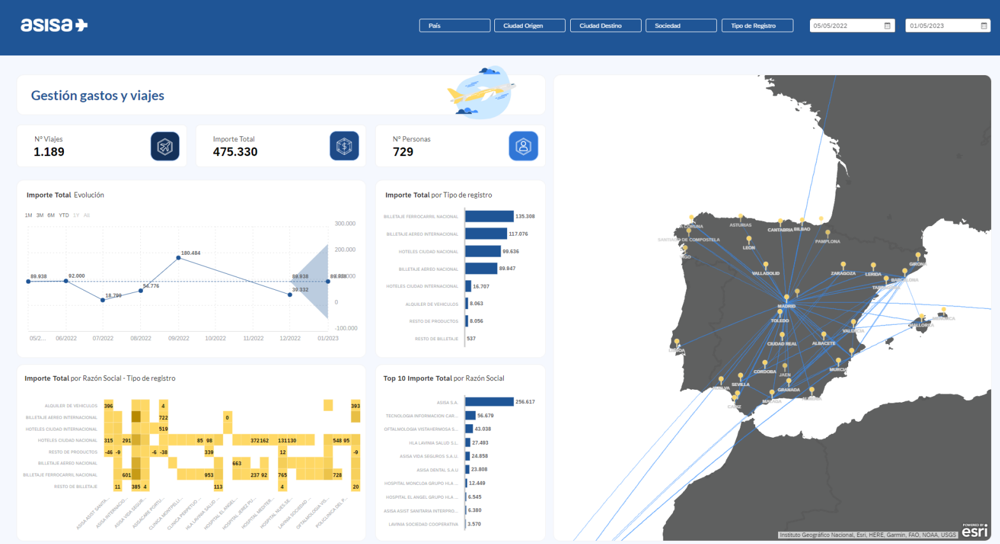 asisa
País
Ciudad Origen
Ciudad Destino
Sociedad
Tipo de Registro
05/05/2022
01/05/2023
Gestión gastos y viajes
Nº Viajes
1.189
Importe Total
475.330
Nº Personas
729
Importe Total Evolución
1M 3M 6M YTD 1Y All
300.000
200.000
0
-100.000
89.938
92.000
18.799
54.776
180.484
89.938
39.332
05/2...
06/2022
07/2022
08/2022
09/2022
10/2022
11/2022
12/2022
01/2023
Importe Total por Tipo de registro
BILLETAJE FERROCARRIL NACIONAL 135.308
BILLETAJE AEREO INTERNACIONAL 117.076
HOTELES CIUDAD NACIONAL 99.636
BILLETAJE AEREO NACIONAL 89.947
HOTELES CIUDAD INTERNACIONAL 16.707
ALQUILER DE VEHICULOS 8.063
RESTO DE PRODUCTOS 8.056
RESTO DE BILLETAJE 537
Importe Total por Razón Social - Tipo de registro
ALQUILER DE VEHICULOS 396 4 393
BILLETAJE AEREO INTERNACIONAL 722 0
HOTELES CIUDAD INTERNACIONAL 519
HOTELES CIUDAD NACIONAL 315 291 85 98 372 162 131 130 548 95
RESTO DE PRODUCTOS -46 -9 -6 -38 339 12 -9
BILLETAJE AEREO NACIONAL 663
BILLETAJE FERROCARRIL NACIONAL 601 953 237 92 765 728
RESTO DE BILLETAJE 11 385 4 113 4 20
ASISA ASIST SANITA...
ASISA INTERNACIO...
ASISA VIDA SEGUR...
ASISACARE PORTU...
CLINICA MONTPELLI...
CLINICA PERPETUO ...
HLA LAVINIA SALUD ...
HOSPITAL EL ANGEL...
HOSPITAL JEREZ PU...
HOSPITAL MEDITER...
HOSPITAL NUES.SE...
LAVINIA SOCIEDAD ...
OFTALMOLOGIA VIS...
POLICLINICA DEL P...
Top 10 Importe Total por Razón Social
ASISA S.A. 256.617
TECNOLOGIA INFORMACION CAR... 56.679
OFTALMOLOGIA VISTAHERMOSA S... 43.038
HLA LAVINIA SALUD S.L. 27.493
ASISA VIDA SEGUROS S.A.U. 24.858
ASISA DENTAL S.A.U 23.808
HOSPITAL MONCLOA GRUPO HLA ... 12.449
HOSPITAL EL ANGEL GRUPO HLA ... 6.545
ASISA ASIST SANITARIA INTERPRO... 6.380
LAVINIA SOCIEDAD COOPERATIVA 3.570
A CORUNA
ASTURIAS
CANTABRIA
BILBAO
SANTIAGO DE COMPOSTELA
PAMPLONA
LEON
VIGO
GIRONA
VALLADOLID
ZARAGOZA
LERIDA
BARCELONA
MADRID
TOLEDO
MENORCA
MALLORCA
VALENCIA
CIUDAD REAL
ALBACETE
LISBOA
CORDOBA
JAEN
MURCIA
HUELVA
SEVILLA
GRANADA
CADIZ
MALAGA
ALMERIA
Instituto Geográfico Nacional, Esri, HERE, Garmin, FAO, NOAA, USGS
POWERED BY
esri